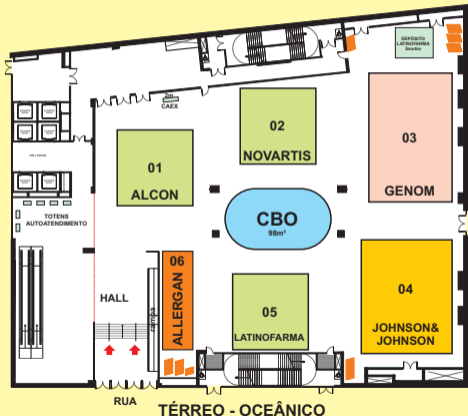 DEPÓSITO
LATINOFARMA
CAEX
02
NOVARTIS
01
ALCON
03
GENOM
TOTENS
AUTOATENDIMENTO
CBO
98m²
06
ALLERGAN
HALL
rampa
04
JOHNSON&
JOHNSON
05
LATINOFARMA
RUA
TÉRREO - OCEÂNICO